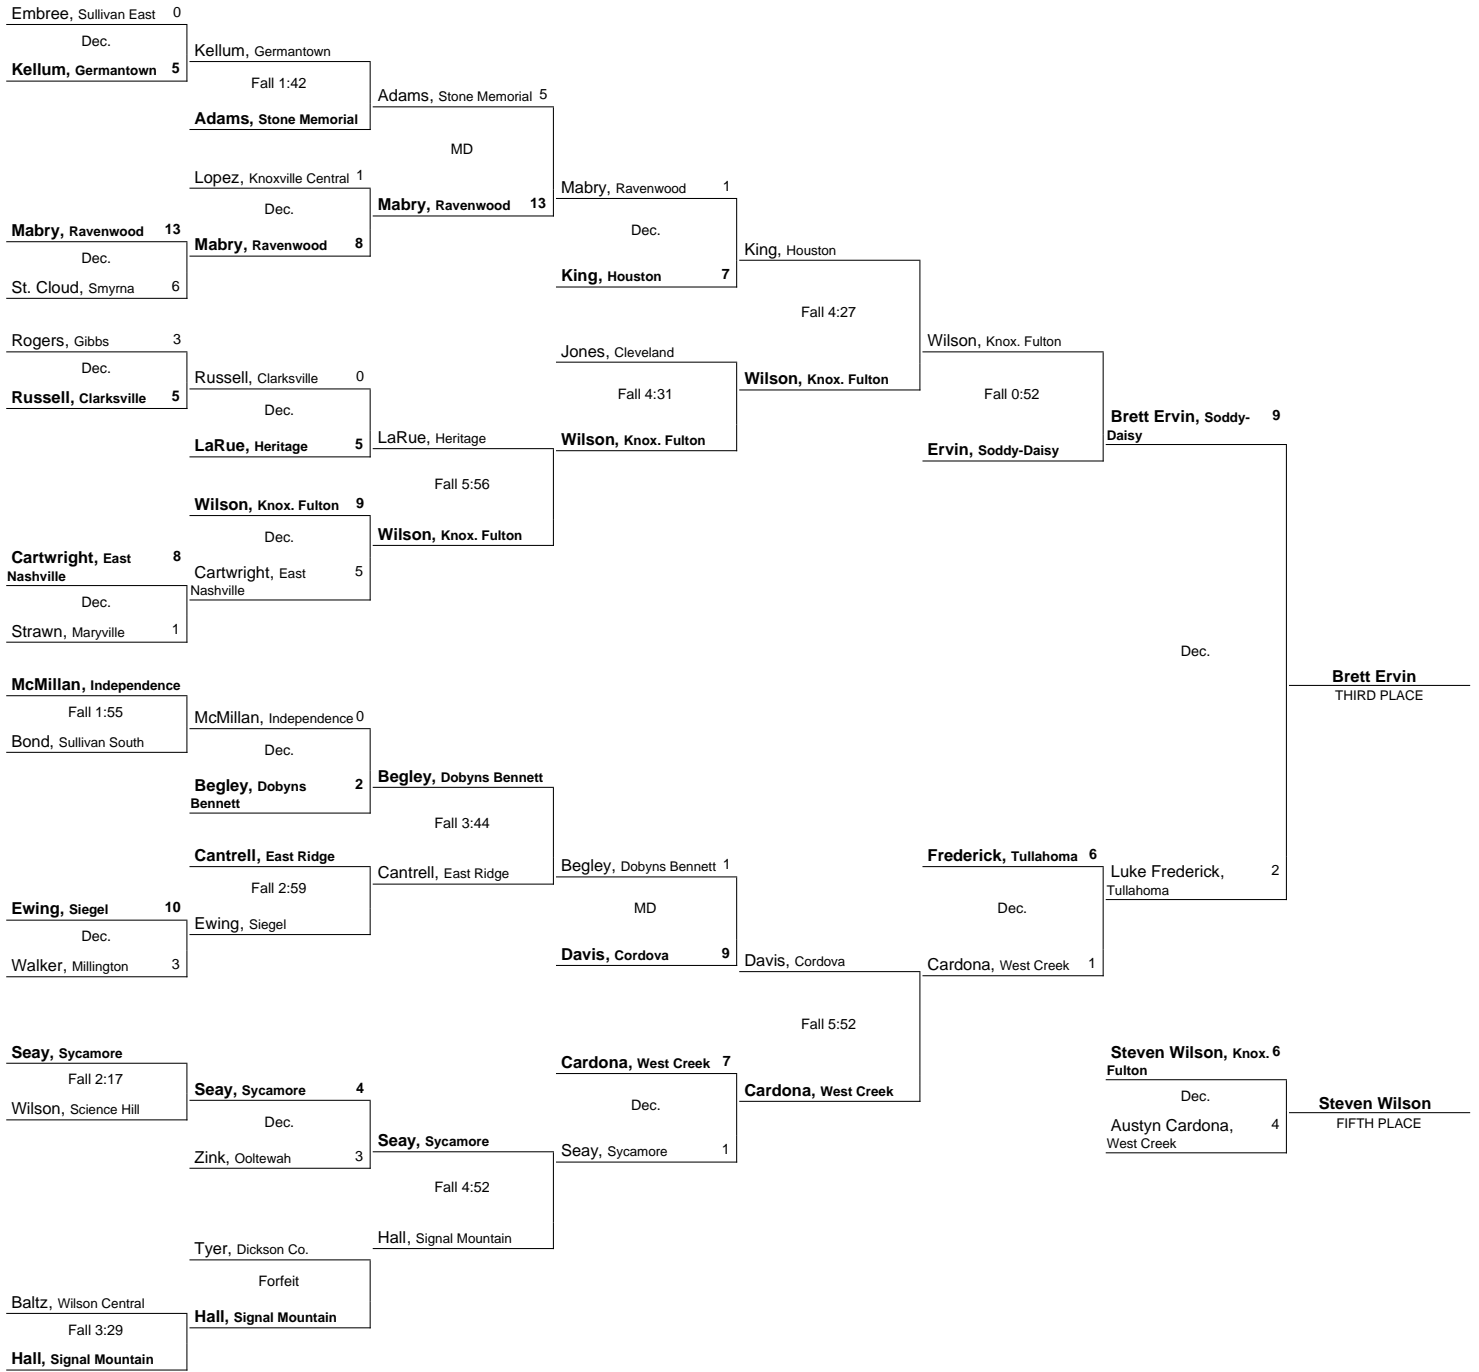 Embree, Sullivan East 0
Dec.
Kellum, Germantown 5
Mabry, Ravenwood 13
Dec.
St. Cloud, Smyrna 6
Rogers, Gibbs 3
Dec.
Russell, Clarksville 5
Cartwright, East 8
Nashville
Dec.
Strawn, Maryville 1
McMillan, Independence
Fall 1:55
Bond, Sullivan South
Ewing, Siegel 10
Dec.
Walker, Millington 3
Seay, Sycamore
Fall 2:17
Wilson, Science Hill
Baltz, Wilson Central
Fall 3:29
Hall, Signal Mountain
Kellum, Germantown
Fall 1:42
Adams, Stone Memorial
Lopez, Knoxville Central 1
Dec.
Mabry, Ravenwood 8
Russell, Clarksville 0
Dec.
LaRue, Heritage 5
Wilson, Knox. Fulton 9
Dec.
Cartwright, East 5
Nashville
McMillan, Independence 0
Dec.
Begley, Dobyns 2
Bennett
Cantrell, East Ridge
Fall 2:59
Ewing, Siegel
Seay, Sycamore 4
Dec.
Zink, Ooltewah 3
Tyer, Dickson Co.
Forfeit
Hall, Signal Mountain
Adams, Stone Memorial 5
MD
Mabry, Ravenwood 13
LaRue, Heritage
Fall 5:56
Wilson, Knox. Fulton
Begley, Dobyns Bennett
Fall 3:44
Cantrell, East Ridge
Seay, Sycamore
Fall 4:52
Hall, Signal Mountain
Mabry, Ravenwood 1
Dec.
King, Houston 7
Jones, Cleveland
Fall 4:31
Wilson, Knox. Fulton
Begley, Dobyns Bennett 1
MD
Davis, Cordova 9
Cardona, West Creek 7
Dec.
Seay, Sycamore 1
King, Houston
Fall 4:27
Wilson, Knox. Fulton
Davis, Cordova
Fall 5:52
Cardona, West Creek
Wilson, Knox. Fulton
Fall 0:52
Ervin, Soddy-Daisy
Frederick, Tullahoma 6
Dec.
Cardona, West Creek 1
Brett Ervin, Soddy- 9
Daisy
Dec.
Luke Frederick, 2
Tullahoma
Brett Ervin
THIRD PLACE
Steven Wilson, Knox. 6
Fulton
Dec.
Austyn Cardona, 4
West Creek
Steven Wilson
FIFTH PLACE